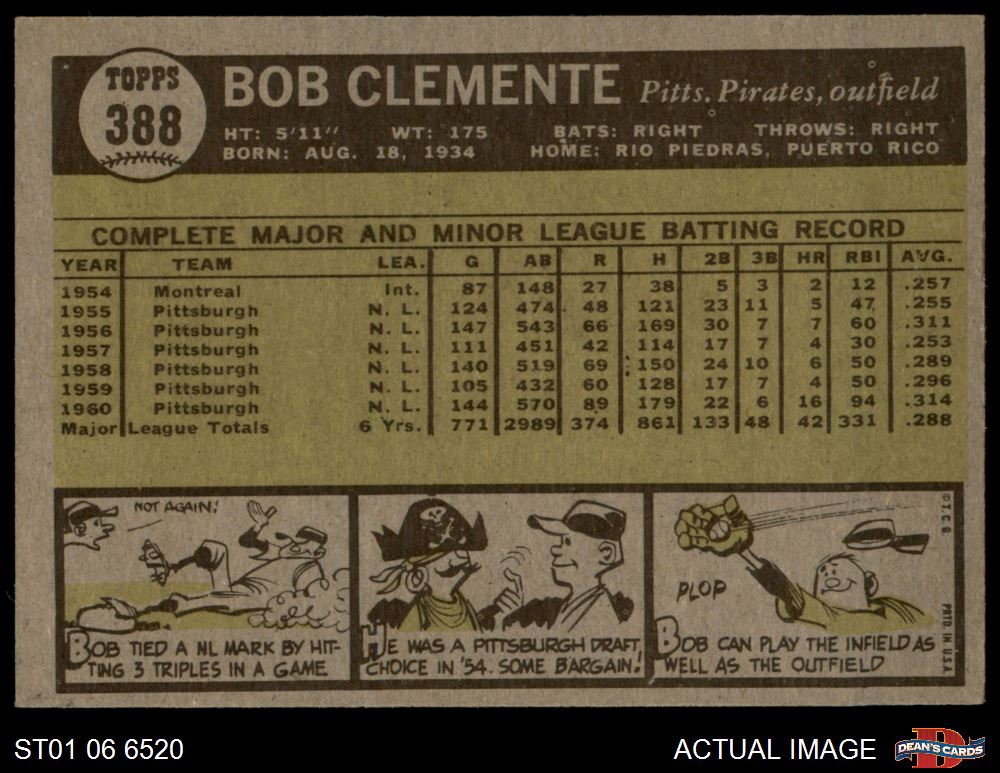 TOPPS
388
BOB CLEMENTE Pitts. Pirates, outfield
HT: 5'11" WT: 175 BATS: RIGHT THROWS: RIGHT
BORN: AUG. 18, 1934 HOME: RIO PIEDRAS, PUERTO RICO
COMPLETE MAJOR AND MINOR LEAGUE BATTING RECORD
YEAR TEAM LEA. G AB R H 2B 3B HR RBI AVG.
1954 Montreal Int. 87 148 27 38 5 3 2 12 .257
1955 Pittsburgh N. L. 124 474 48 121 23 11 5 47 .255
1956 Pittsburgh N. L. 147 543 66 169 30 7 7 60 .311
1957 Pittsburgh N. L. 111 451 42 114 17 7 4 30 .253
1958 Pittsburgh N. L. 140 519 69 150 24 10 6 50 .289
1959 Pittsburgh N. L. 105 432 60 128 17 7 4 50 .296
1960 Pittsburgh N. L. 144 570 89 179 22 6 16 94 .314
Major League Totals 6 Yrs. 771 2989 374 861 133 48 42 331 .288
NOT AGAIN!
BOB TIED A NL MARK BY HIT-
TING 3 TRIPLES IN A GAME
HE WAS A PITTSBURGH DRAFT
CHOICE IN '54. SOME BARGAIN!
PLOP
BOB CAN PLAY THE INFIELD AS
WELL AS THE OUTFIELD
© T.C.G.
PRTD. IN U.S.A.
ST01 06 6520
ACTUAL IMAGE
D
DEAN'S CARDS